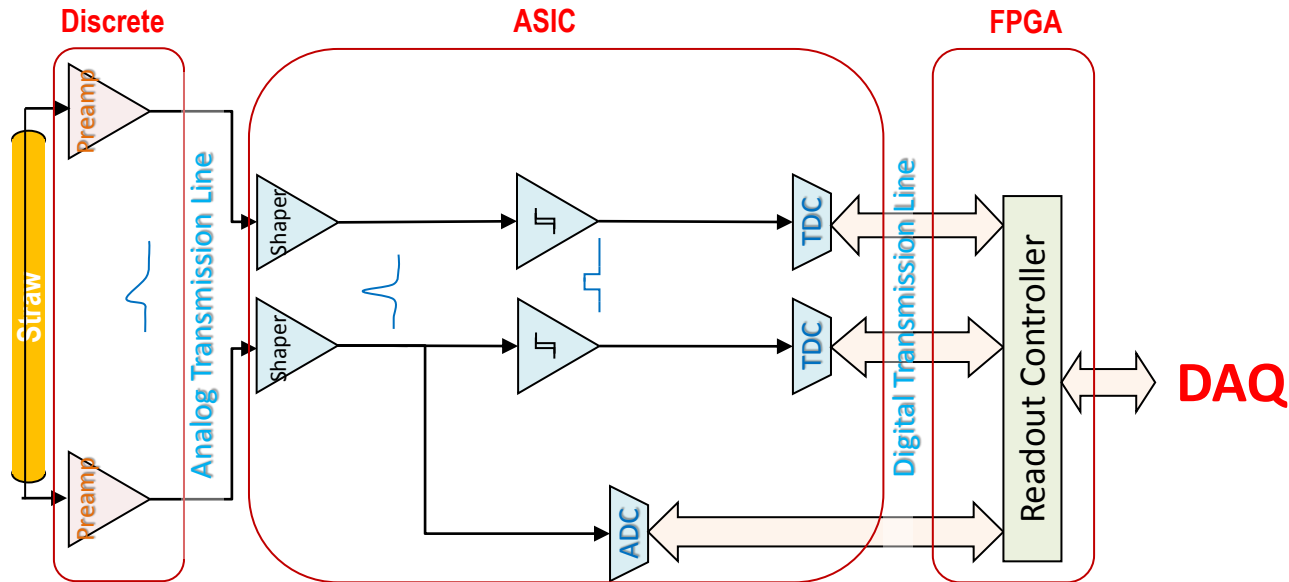 Discrete
ASIC
FPGA
Preamp
Straw
Preamp
Analog Transmission Line
Shaper
Shaper
TDC
TDC
ADC
Digital Transmission Line
Readout Controller
DAQ